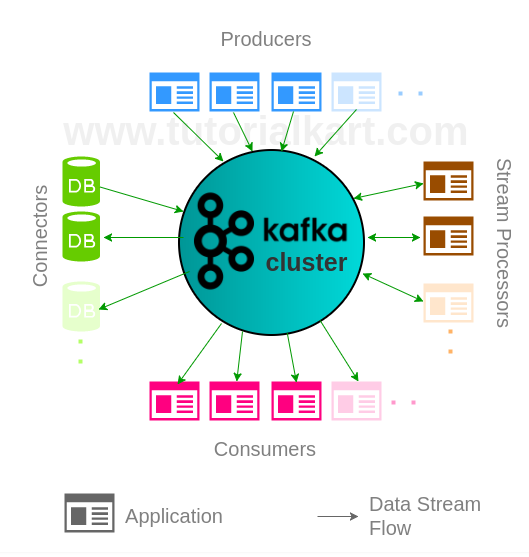 Producers
www.tutorialkart.com
Connectors
DB
DB
DB
kafka
cluster
Stream Processors
Consumers
Application
Data Stream
Flow